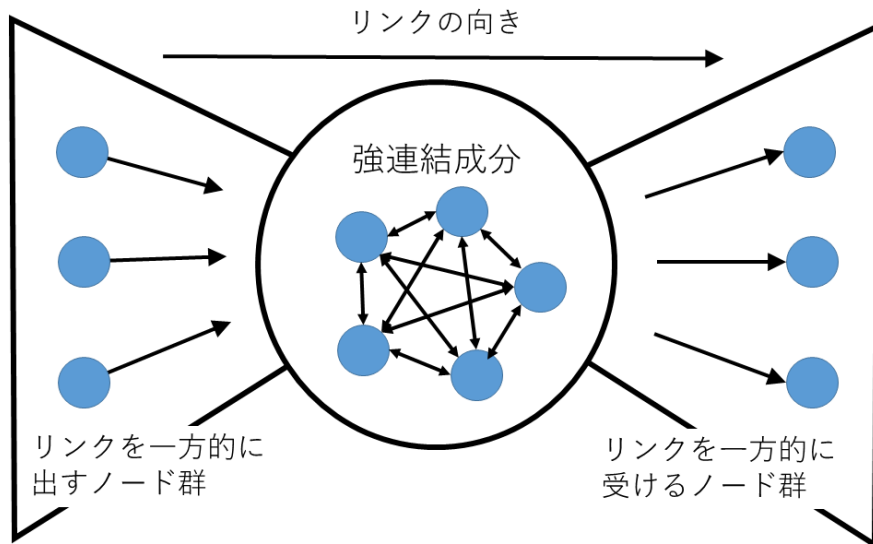 リンクの向き
強連結成分
リンクを一方的に
出すノード群
リンクを一方的に
受けるノード群